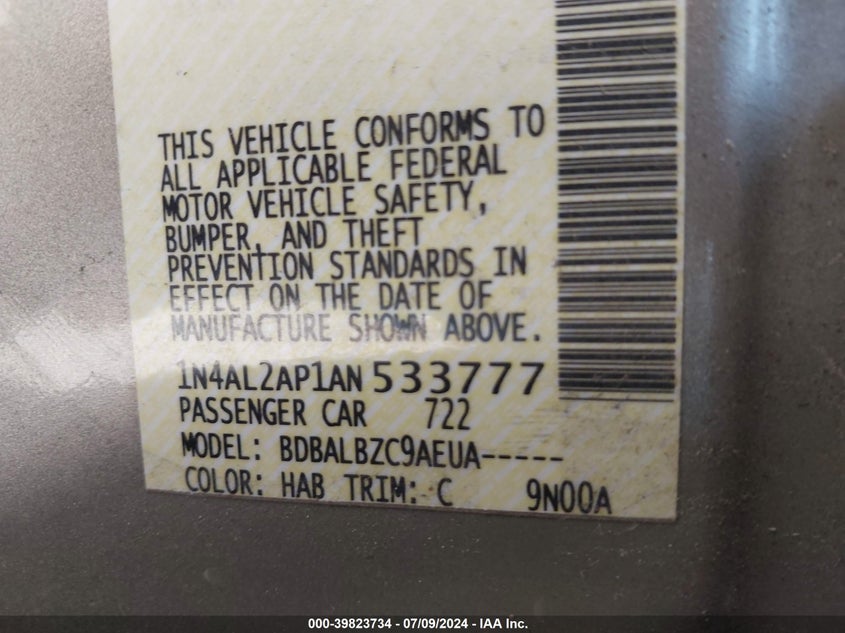 THIS VEHICLE CONFORMS TO
ALL APPLICABLE FEDERAL
MOTOR VEHICLE SAFETY,
BUMPER, AND THEFT
PREVENTION STANDARDS IN
EFFECT ON THE DATE OF
MANUFACTURE SHOWN ABOVE.
1N4AL2AP1AN533777
PASSENGER CAR 722
MODEL: BDBALBZC9AEUA-----
COLOR: HAB TRIM: C 9N00A
000-39823734 - 07/09/2024 - IAA Inc.